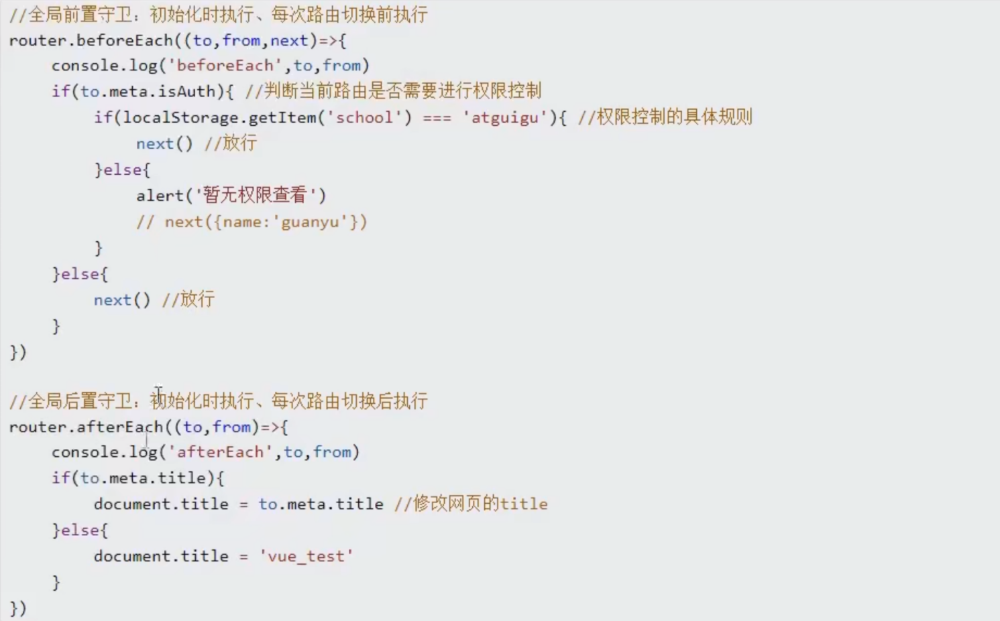 //全局前置守卫：初始化时执行、每次路由切换前执行
router.beforeEach((to,from,next)=>{
    console.log('beforeEach',to,from)
    if(to.meta.isAuth){ //判断当前路由是否需要进行权限控制
        if(localStorage.getItem('school') === 'atguigu'){ //权限控制的具体规则
            next() //放行
        }else{
            alert('暂无权限查看')
            // next({name:'guanyu'})
        }
    }else{
        next() //放行
    }
})
//全局后置守卫：初始化时执行、每次路由切换后执行
router.afterEach((to,from)=>{
    console.log('afterEach',to,from)
    if(to.meta.title){
        document.title = to.meta.title //修改网页的title
    }else{
        document.title = 'vue_test'
    }
})